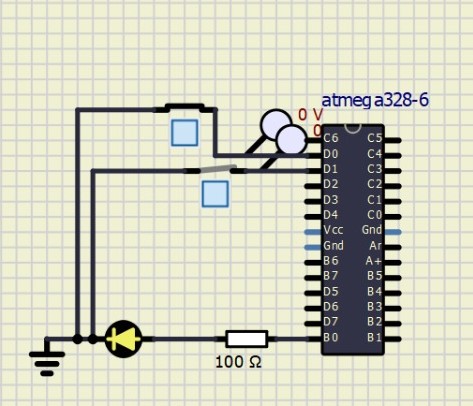 atmega328-6
0 V
0
C6 C5
D0 C4
D1 C3
D2 C2
D3 C1
D4 C0
Vcc Gnd
Gnd Ar
B6 A+
B7 B5
D5 B4
D6 B3
D7 B2
B0 B1
100 Ω